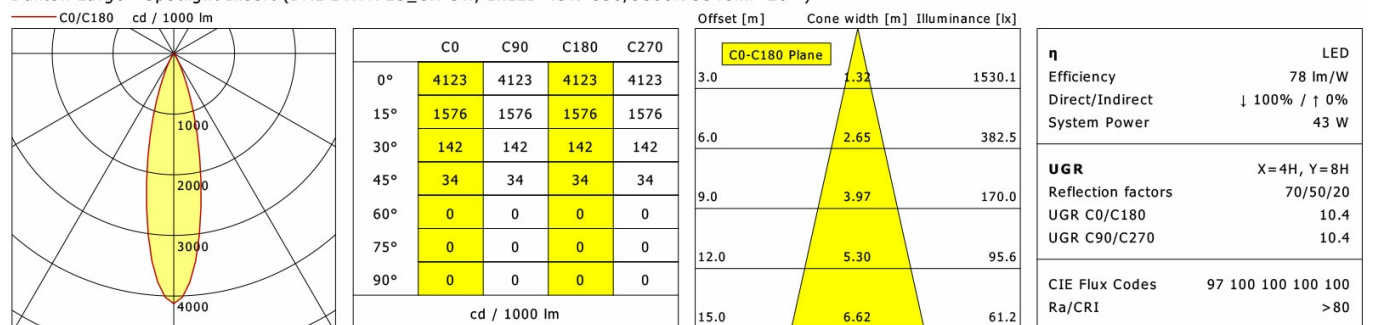 C0/C180 cd / 1000 lm
1000
2000
3000
4000
C0 C90 C180 C270
0° 4123 4123 4123 4123
15° 1576 1576 1576 1576
30° 142 142 142 142
45° 34 34 34 34
60° 0 0 0 0
75° 0 0 0 0
90° 0 0 0 0
cd / 1000 lm
Offset [m] Cone width [m] Illuminance [lx]
C0-C180 Plane
3.0 1.32 1530.1
6.0 2.65 382.5
9.0 3.97 170.0
12.0 5.30 95.6
15.0 6.62 61.2
η LED
Efficiency 78 lm/W
Direct/Indirect ↓ 100% / ↑ 0%
System Power 43 W
UGR X=4H, Y=8H
Reflection factors 70/50/20
UGR C0/C180 10.4
UGR C90/C270 10.4
CIE Flux Codes 97 100 100 100 100
Ra/CRI >80